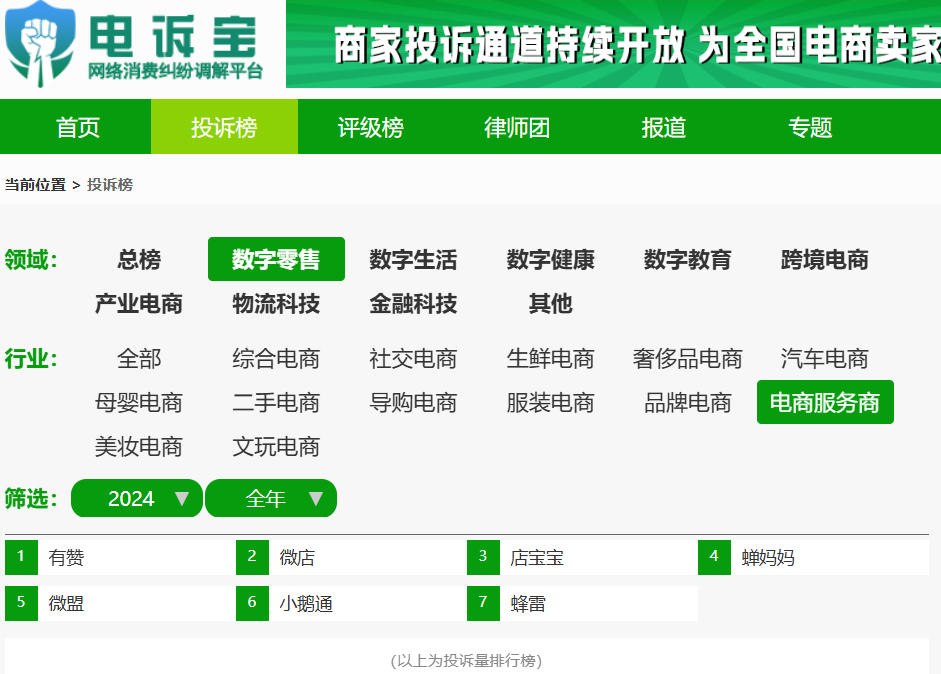 电诉宝
网络消费纠纷调解平台
商家投诉通道持续开放 为全国电商卖家
首页 投诉榜 评级榜 律师团 报道 专题
当前位置 > 投诉榜
领域： 总榜 数字零售 数字生活 数字健康 数字教育 跨境电商
产业电商 物流科技 金融科技 其他
行业： 全部 综合电商 社交电商 生鲜电商 奢侈品电商 汽车电商
母婴电商 二手电商 导购电商 服装电商 品牌电商 电商服务商
美妆电商 文玩电商
筛选： 2024 ▼ 全年 ▼
1 有赞 2 微店 3 店宝宝 4 蝉妈妈
5 微盟 6 小鹅通 7 蜂雷
(以上为投诉量排行榜)